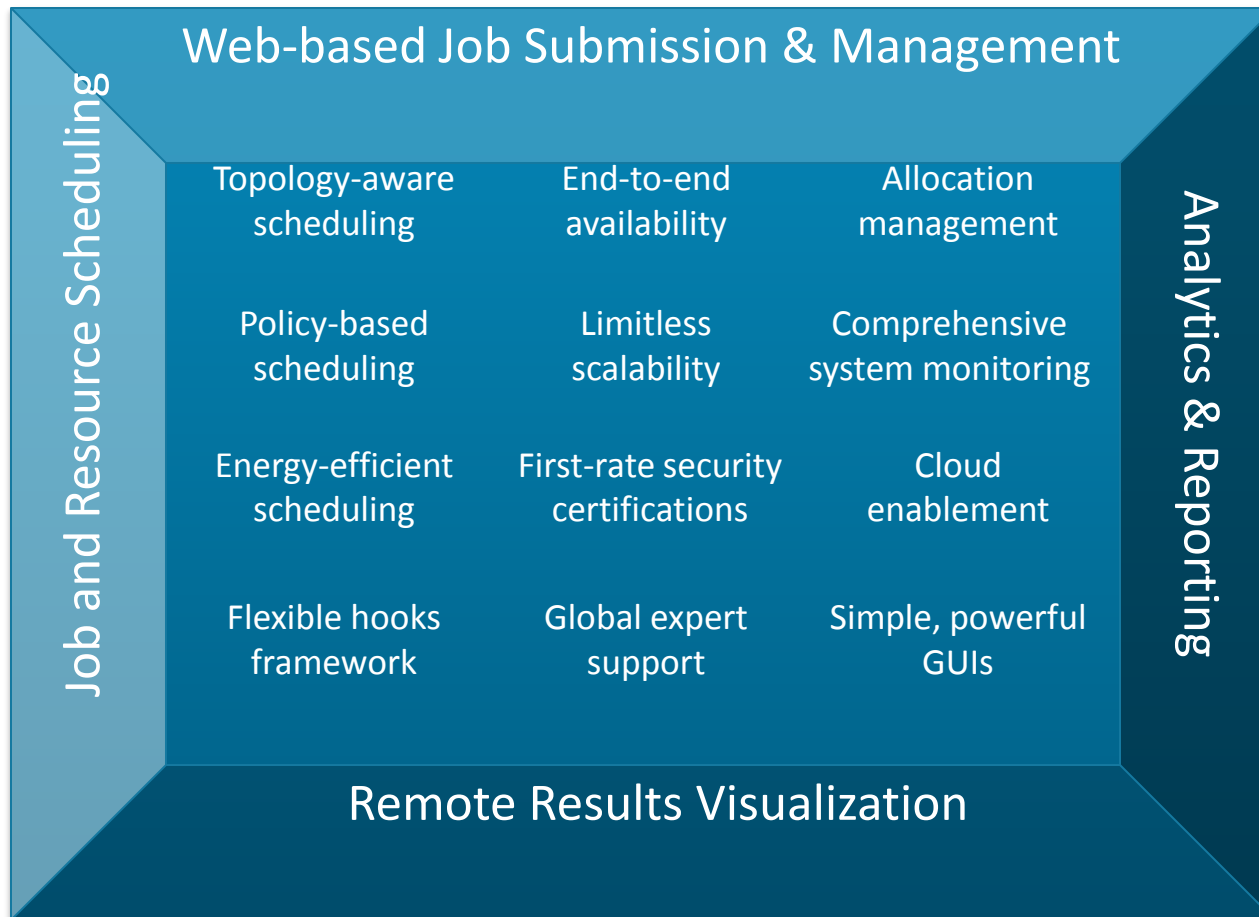 Web-based Job Submission & Management
Job and Resource Scheduling
Topology-aware
scheduling
End-to-end
availability
Allocation
management
Policy-based
scheduling
Limitless
scalability
Comprehensive
system monitoring
Energy-efficient
scheduling
First-rate security
certifications
Cloud
enablement
Flexible hooks
framework
Global expert
support
Simple, powerful
GUIs
Analytics & Reporting
Remote Results Visualization